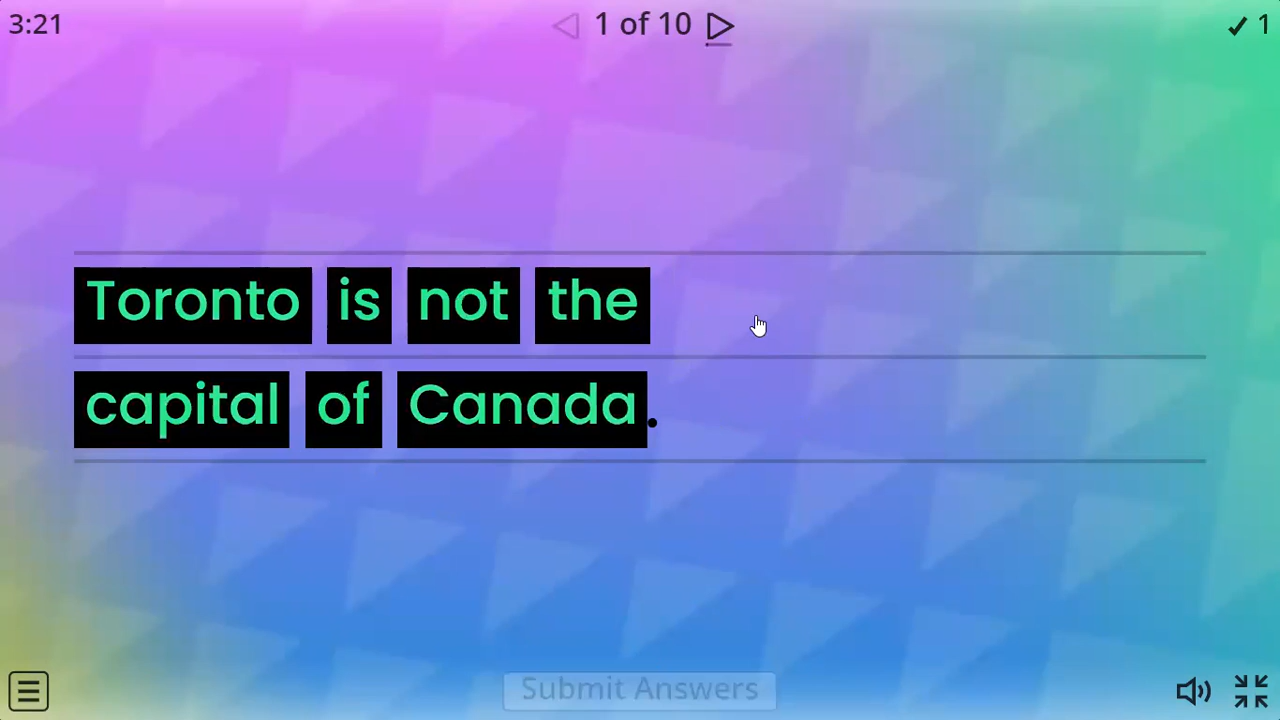 3:21
1 of 10
✓ 1
Toronto is not the
capital of Canada.
Submit Answers